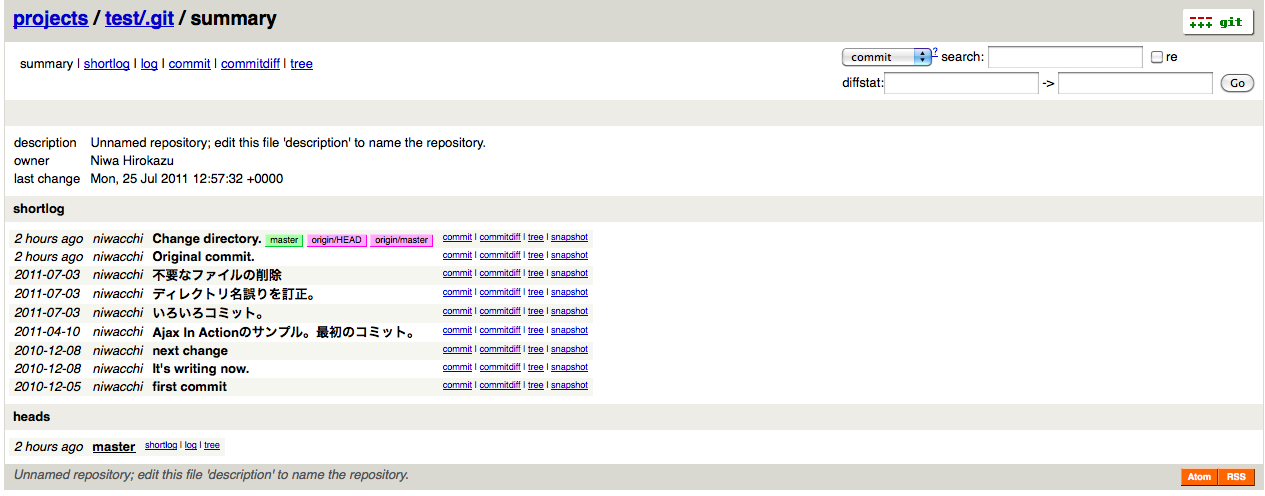 projects / test/.git / summary
git
summary | shortlog | log | commit | commitdiff | tree
commit ? search: re
diffstat: -> Go
description Unnamed repository; edit this file 'description' to name the repository.
owner Niwa Hirokazu
last change Mon, 25 Jul 2011 12:57:32 +0000
shortlog
2 hours ago niwacchi Change directory. master origin/HEAD origin/master commit | commitdiff | tree | snapshot
2 hours ago niwacchi Original commit. commit | commitdiff | tree | snapshot
2011-07-03 niwacchi 不要なファイルの削除 commit | commitdiff | tree | snapshot
2011-07-03 niwacchi ディレクトリ名誤りを訂正。 commit | commitdiff | tree | snapshot
2011-07-03 niwacchi いろいろコミット。 commit | commitdiff | tree | snapshot
2011-04-10 niwacchi Ajax In Actionのサンプル。最初のコミット。 commit | commitdiff | tree | snapshot
2010-12-08 niwacchi next change commit | commitdiff | tree | snapshot
2010-12-08 niwacchi It's writing now. commit | commitdiff | tree | snapshot
2010-12-05 niwacchi first commit commit | commitdiff | tree | snapshot
heads
2 hours ago master shortlog | log | tree
Unnamed repository; edit this file 'description' to name the repository.
Atom RSS